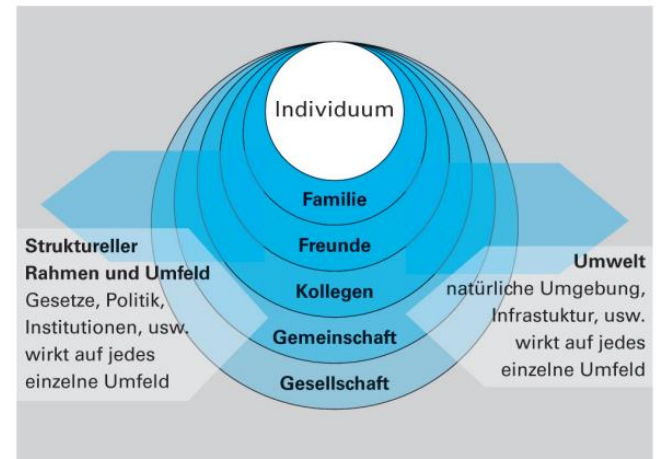 Individuum
Familie
Freunde
Kollegen
Gemeinschaft
Gesellschaft
Struktureller
Rahmen und Umfeld
Gesetze, Politik,
Institutionen, usw.
wirkt auf jedes
einzelne Umfeld
Umwelt
natürliche Umgebung,
Infrastuktur, usw.
wirkt auf jedes
einzelne Umfeld